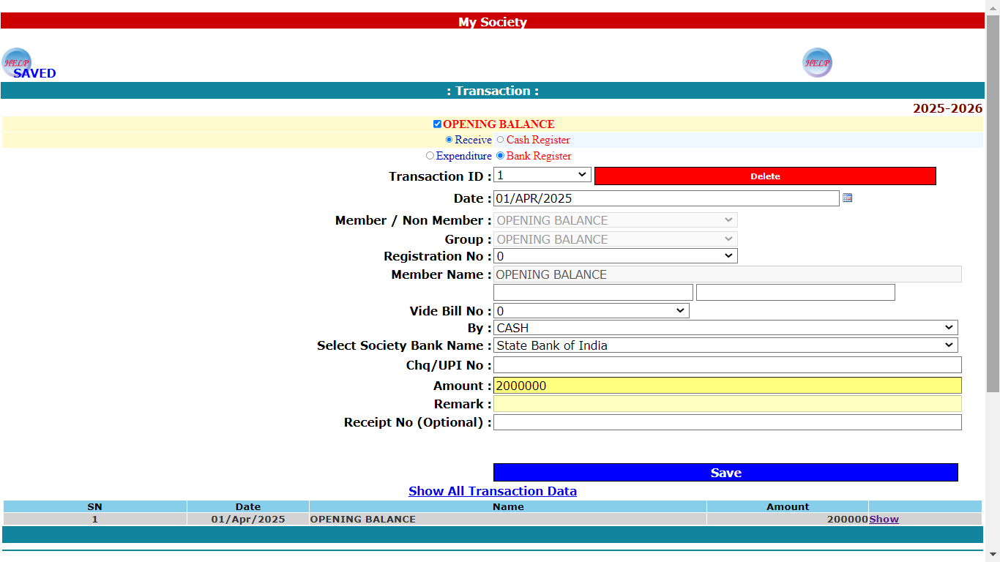 My Society
HELP HELP
SAVED
: Transaction :
2025-2026
OPENING BALANCE
Receive Cash Register
Expenditure Bank Register
Transaction ID : 1 Delete
Date : 01/APR/2025
Member / Non Member : OPENING BALANCE
Group : OPENING BALANCE
Registration No : 0
Member Name : OPENING BALANCE
Vide Bill No : 0
By : CASH
Select Society Bank Name : State Bank of India
Chq/UPI No :
Amount : 2000000
Remark :
Receipt No (Optional) :
Save
Show All Transaction Data
SN Date Name Amount
1 01/Apr/2025 OPENING BALANCE 200000 Show